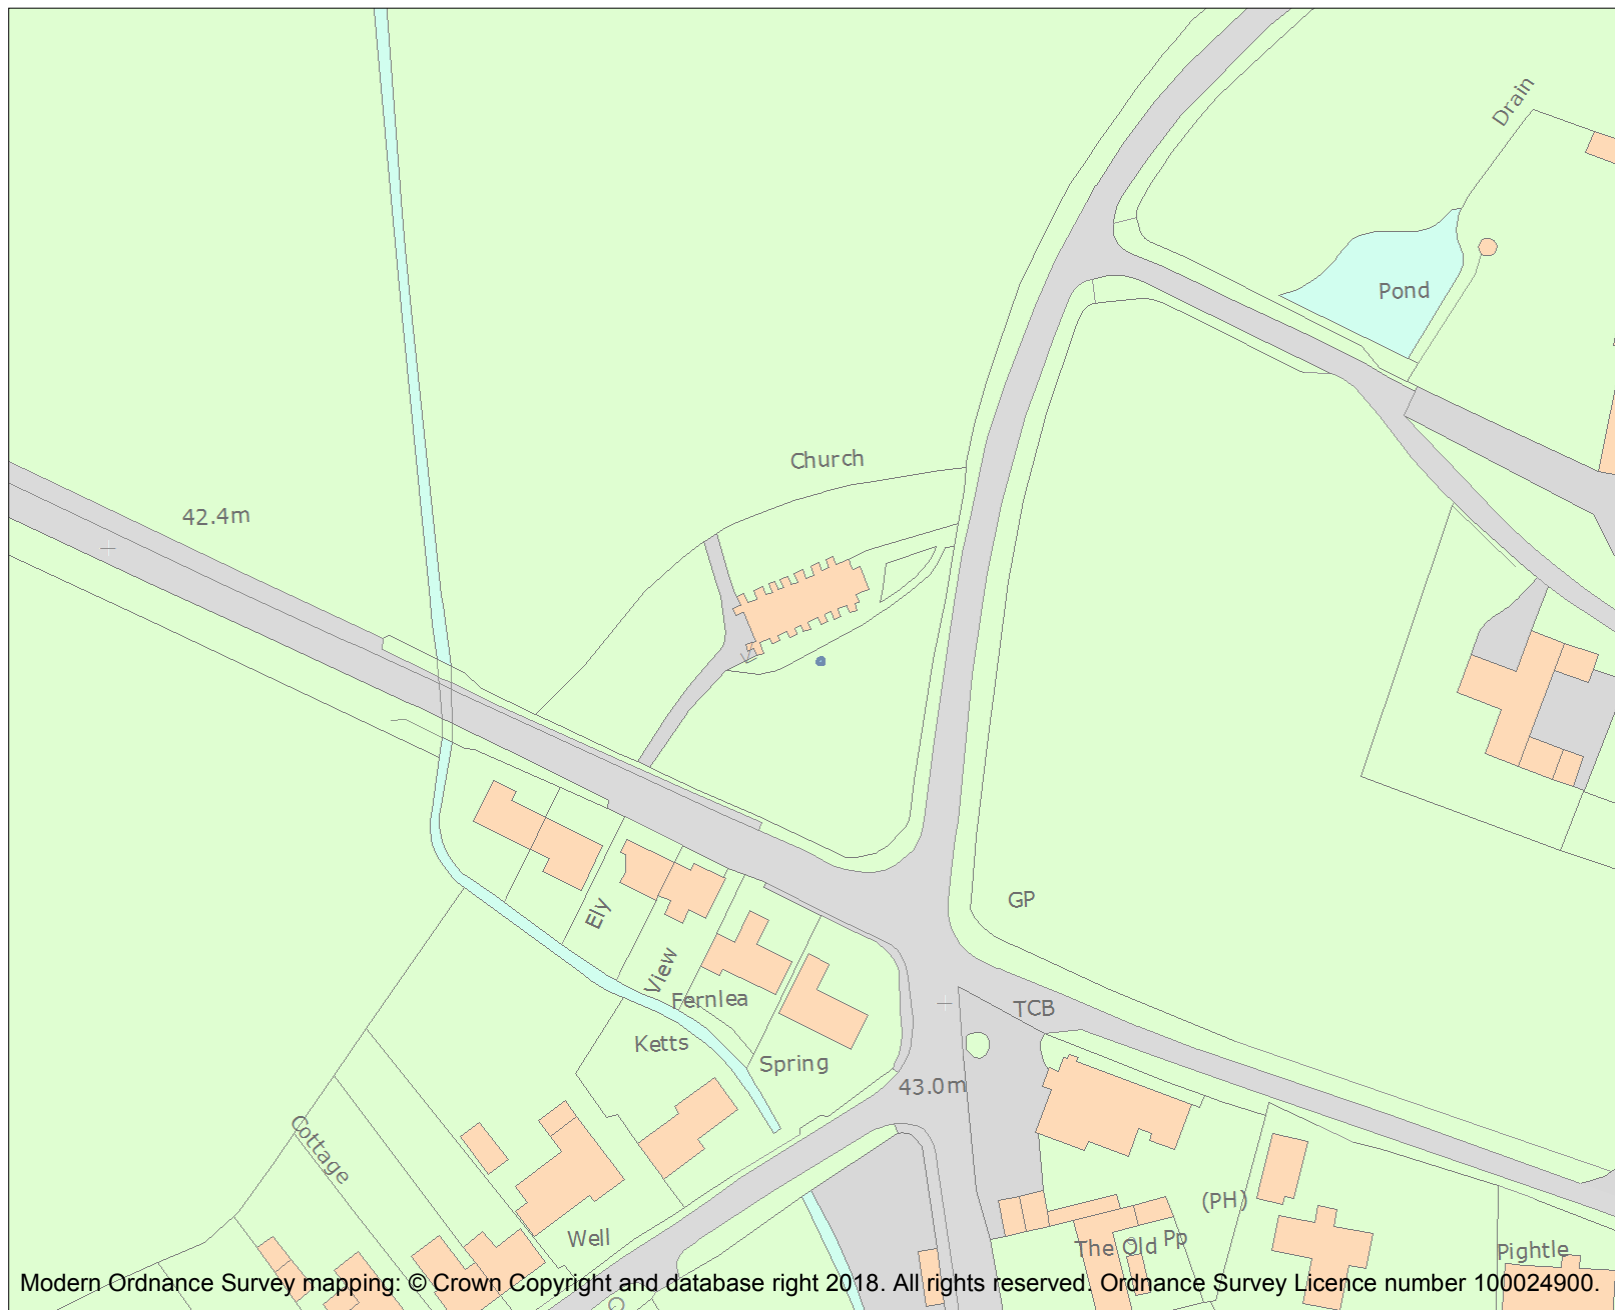 Drain
Pond
Church
42.4m
GP
Ely
View
Fernlea
TCB
Ketts
Spring
43.0m
Cottage
(PH)
Well
The Old
Pp
Pightle
Modern Ordnance Survey mapping: © Crown Copyright and database right 2018. All rights reserved. Ordnance Survey Licence number 100024900.